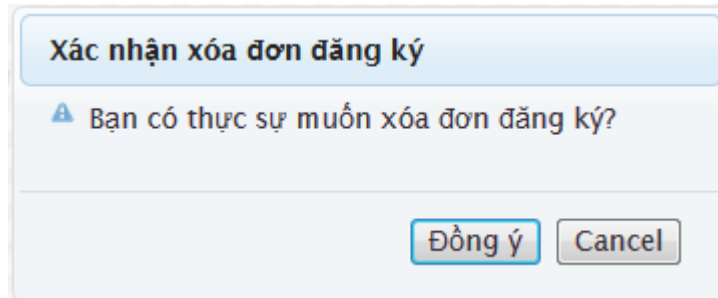 Xác nhận xóa đơn đăng ký
Bạn có thực sự muốn xóa đơn đăng ký?
Đồng ý Cancel